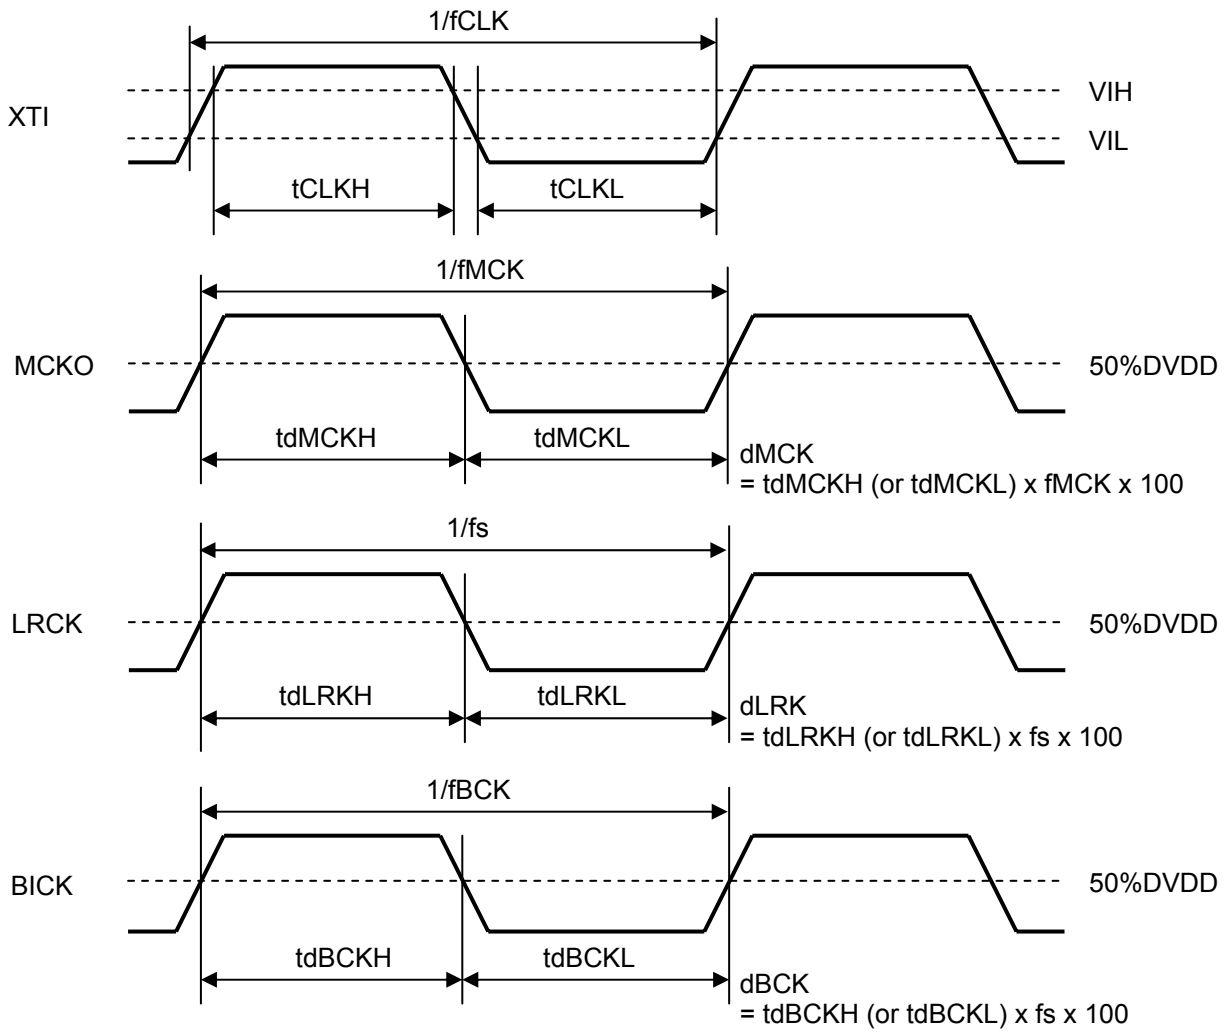 1/fCLK
XTI
VIH
VIL
tCLKH
tCLKL
1/fMCK
MCKO
50%DVDD
tdMCKH
tdMCKL
dMCK
= tdMCKH (or tdMCKL) x fMCK x 100
1/fs
LRCK
50%DVDD
tdLRKH
tdLRKL
dLRK
= tdLRKH (or tdLRKL) x fs x 100
1/fBCK
BICK
50%DVDD
tdBCKH
tdBCKL
dBCK
= tdBCKH (or tdBCKL) x fs x 100